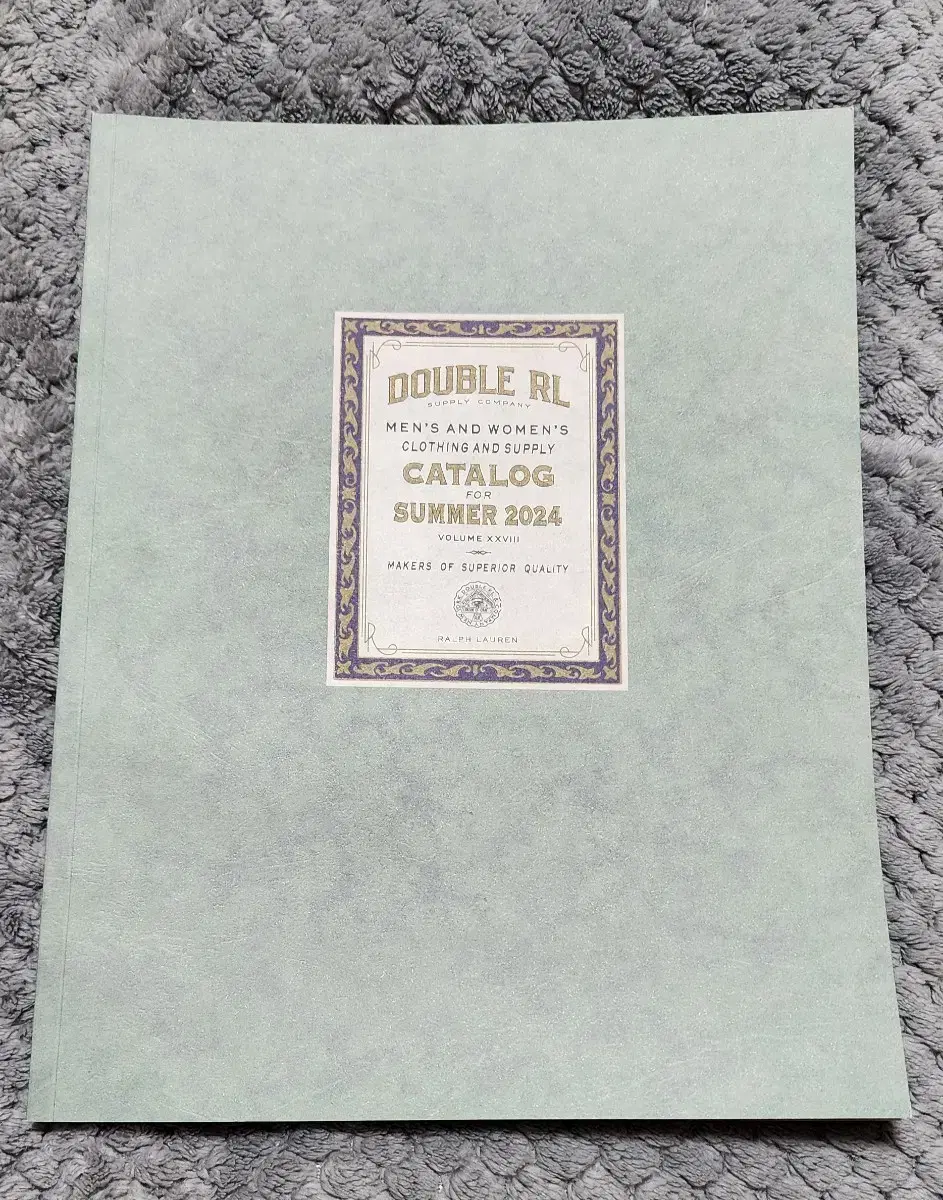 DOUBLE RL
SUPPLY COMPANY
MEN'S AND WOMEN'S
CLOTHING AND SUPPLY
CATALOG
FOR
SUMMER 2024
VOLUME XXVIII
MAKERS OF SUPERIOR QUALITY
RALPH LAUREN